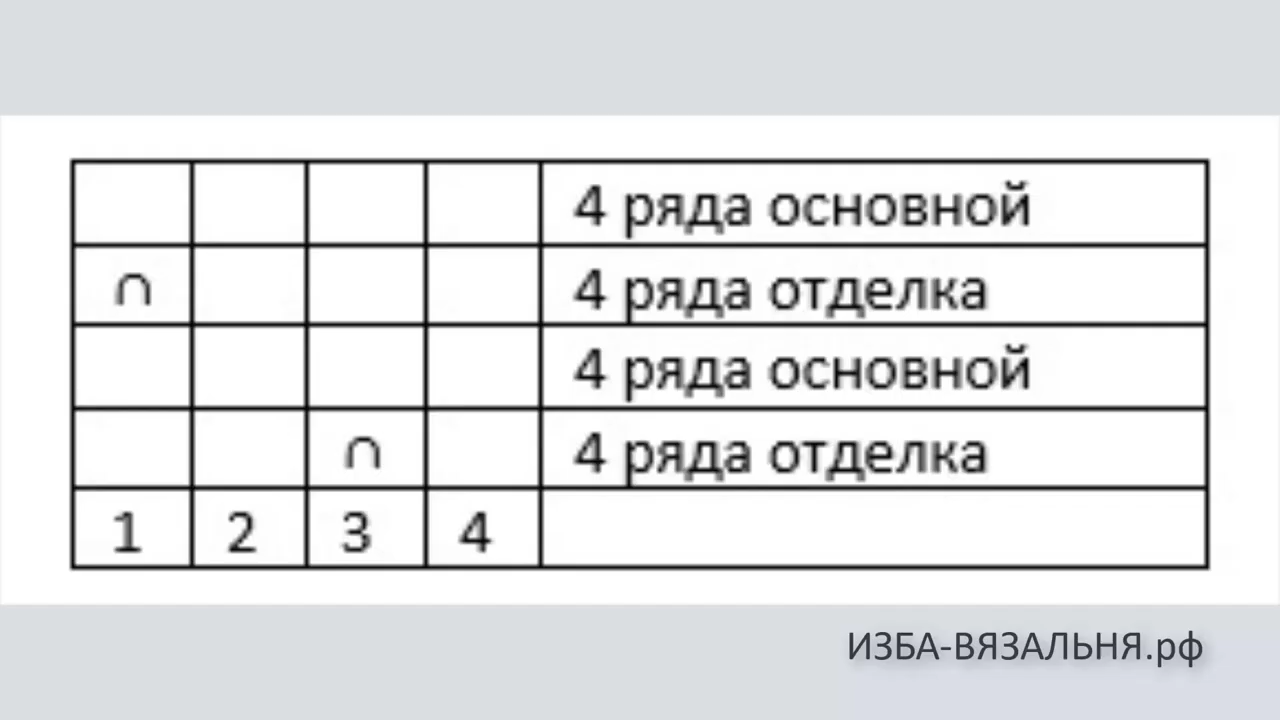 4 ряда основной
∩ 4 ряда отделка
4 ряда основной
∩ 4 ряда отделка
1 2 3 4
ИЗБА-ВЯЗАЛЬНЯ.рф